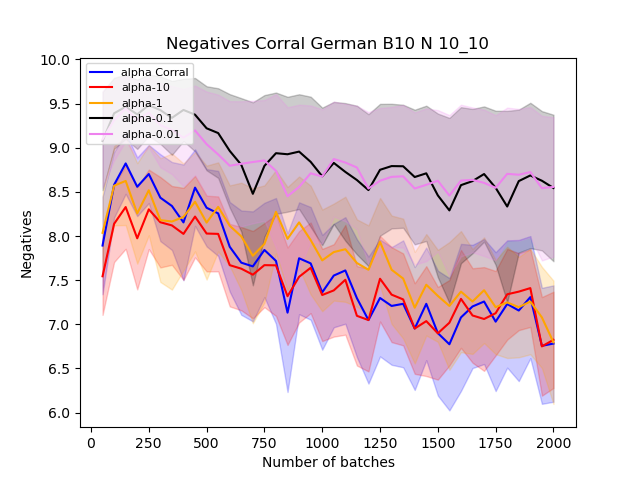 Negatives Corral German B10 N 10_10
10.0
9.5
9.0
8.5
8.0
7.5
7.0
6.5
6.0
Negatives
alpha Corral
alpha-10
alpha-1
alpha-0.1
alpha-0.01
0 250 500 750 1000 1250 1500 1750 2000
Number of batches